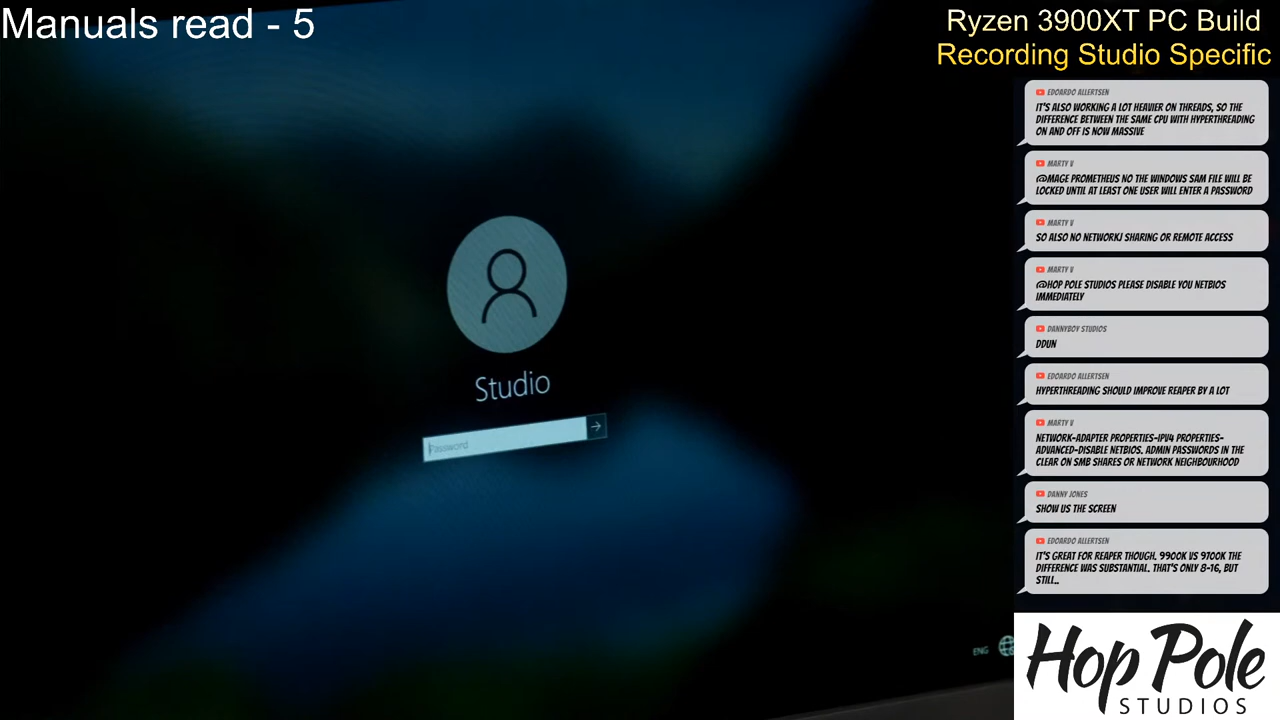 Manuals read - 5
Ryzen 3900XT PC Build
Recording Studio Specific
EDOARDO ALLERTSEN
IT'S ALSO WORKING A LOT HEAVIER ON THREADS, SO THE
DIFFERENCE BETWEEN THE SAME CPU WITH HYPERTHREADING
ON AND OFF IS NOW MASSIVE
MARTY V
@MAGE PROMETHEUS NO THE WINDOWS SAM FILE WILL BE
LOCKED UNTIL AT LEAST ONE USER WILL ENTER A PASSWORD
MARTY V
SO ALSO NO NETWORKJ SHARING OR REMOTE ACCESS
MARTY V
@HOP POLE STUDIOS PLEASE DISABLE YOU NETBIOS
IMMEDIATELY
DANNYBOY STUDIOS
DDUN
EDOARDO ALLERTSEN
HYPERTHREADING SHOULD IMPROVE REAPER BY A LOT
MARTY V
NETWORK-ADAPTER PROPERTIES-IPV4 PROPERTIES-
ADVANCED-DISABLE NETBIOS. ADMIN PASSWORDS IN THE
CLEAR ON SMB SHARES OR NETWORK NEIGHBOURHOOD
DANNY JONES
SHOW US THE SCREEN
EDOARDO ALLERTSEN
IT'S GREAT FOR REAPER THOUGH. 9900K VS 9700K THE
DIFFERENCE WAS SUBSTANTIAL. THAT'S ONLY 8-16, BUT
STILL..
Studio
Password
ENG
Hop Pole
STUDIOS